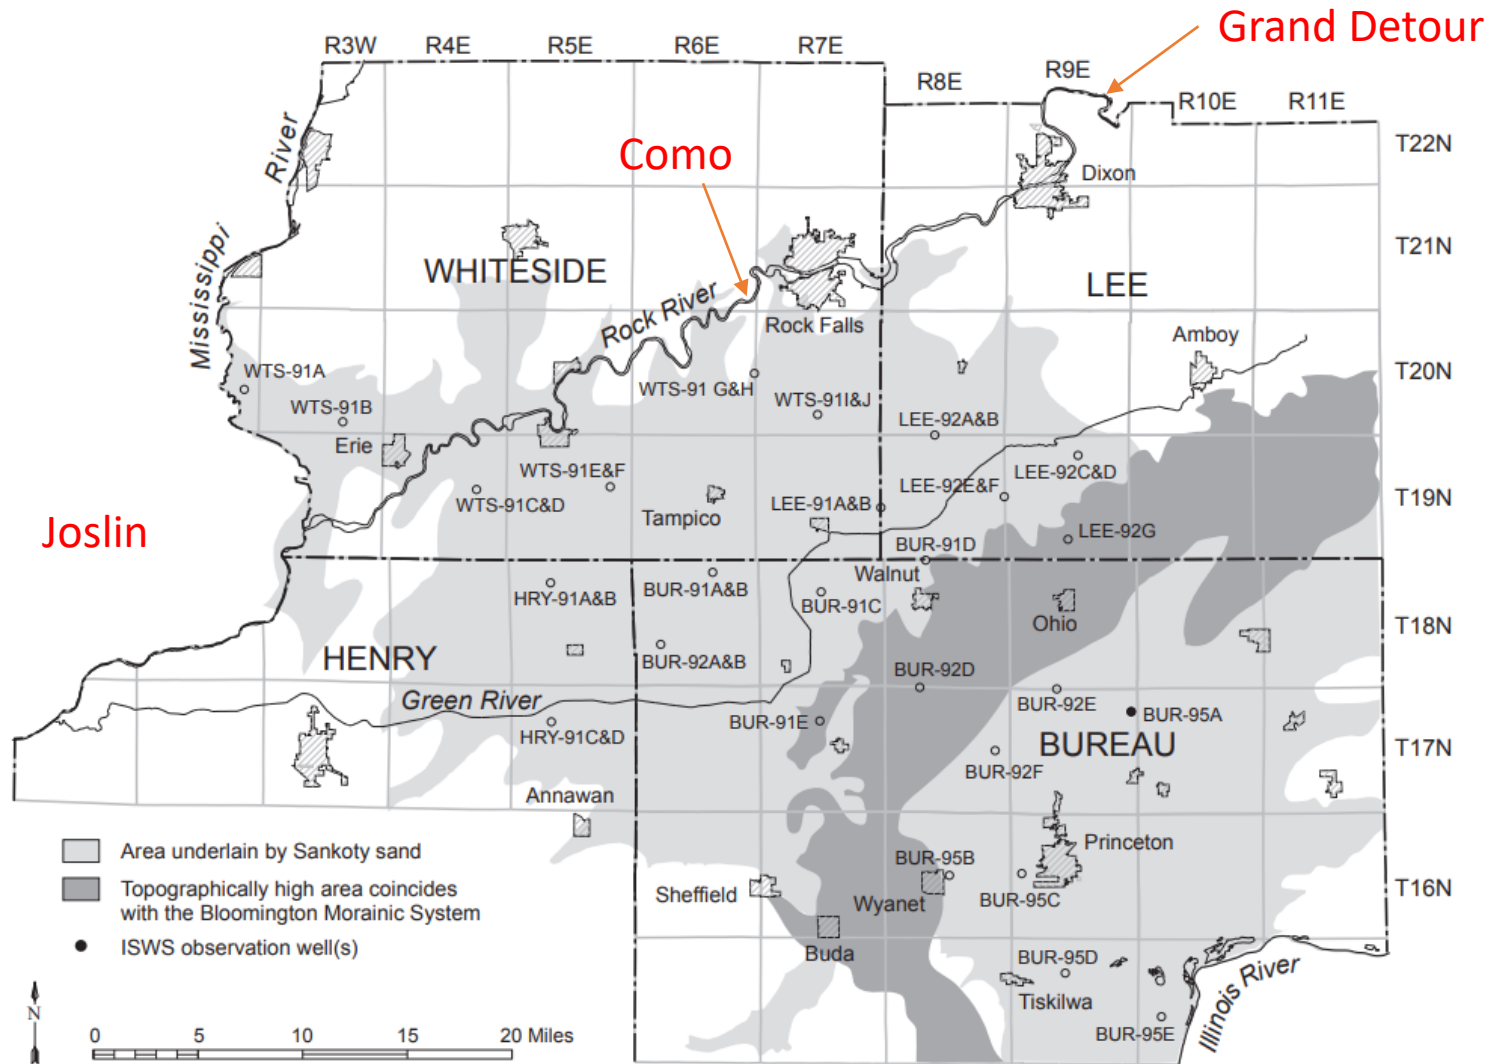 Grand Detour
R3W
R4E
R5E
R6E
R7E
R8E
R9E
R10E
R11E
T22N
River
Como
Dixon
T21N
Mississippi
WHITESIDE
LEE
Rock River
Rock Falls
Amboy
T20N
WTS-91A
WTS-91 G&H
WTS-91I&J
WTS-91B
LEE-92A&B
Erie
WTS-91E&F
LEE-92C&D
LEE-92E&F
T19N
WTS-91C&D
LEE-91A&B
Tampico
Joslin
LEE-92G
BUR-91D
Walnut
HRY-91A&B
BUR-91A&B
BUR-91C
Ohio
T18N
HENRY
BUR-92A&B
BUR-92D
Green River
BUR-92E
BUR-95A
HRY-91C&D
BUR-91E
BUREAU
T17N
BUR-92F
Annawan
Area underlain by Sankoty sand
Princeton
Topographically high area coincides
with the Bloomington Morainic System
BUR-95B
T16N
Sheffield
Wyanet
BUR-95C
ISWS observation well(s)
Buda
BUR-95D
Tiskilwa
Illinois River
N
0 5 10 15 20 Miles
BUR-95E